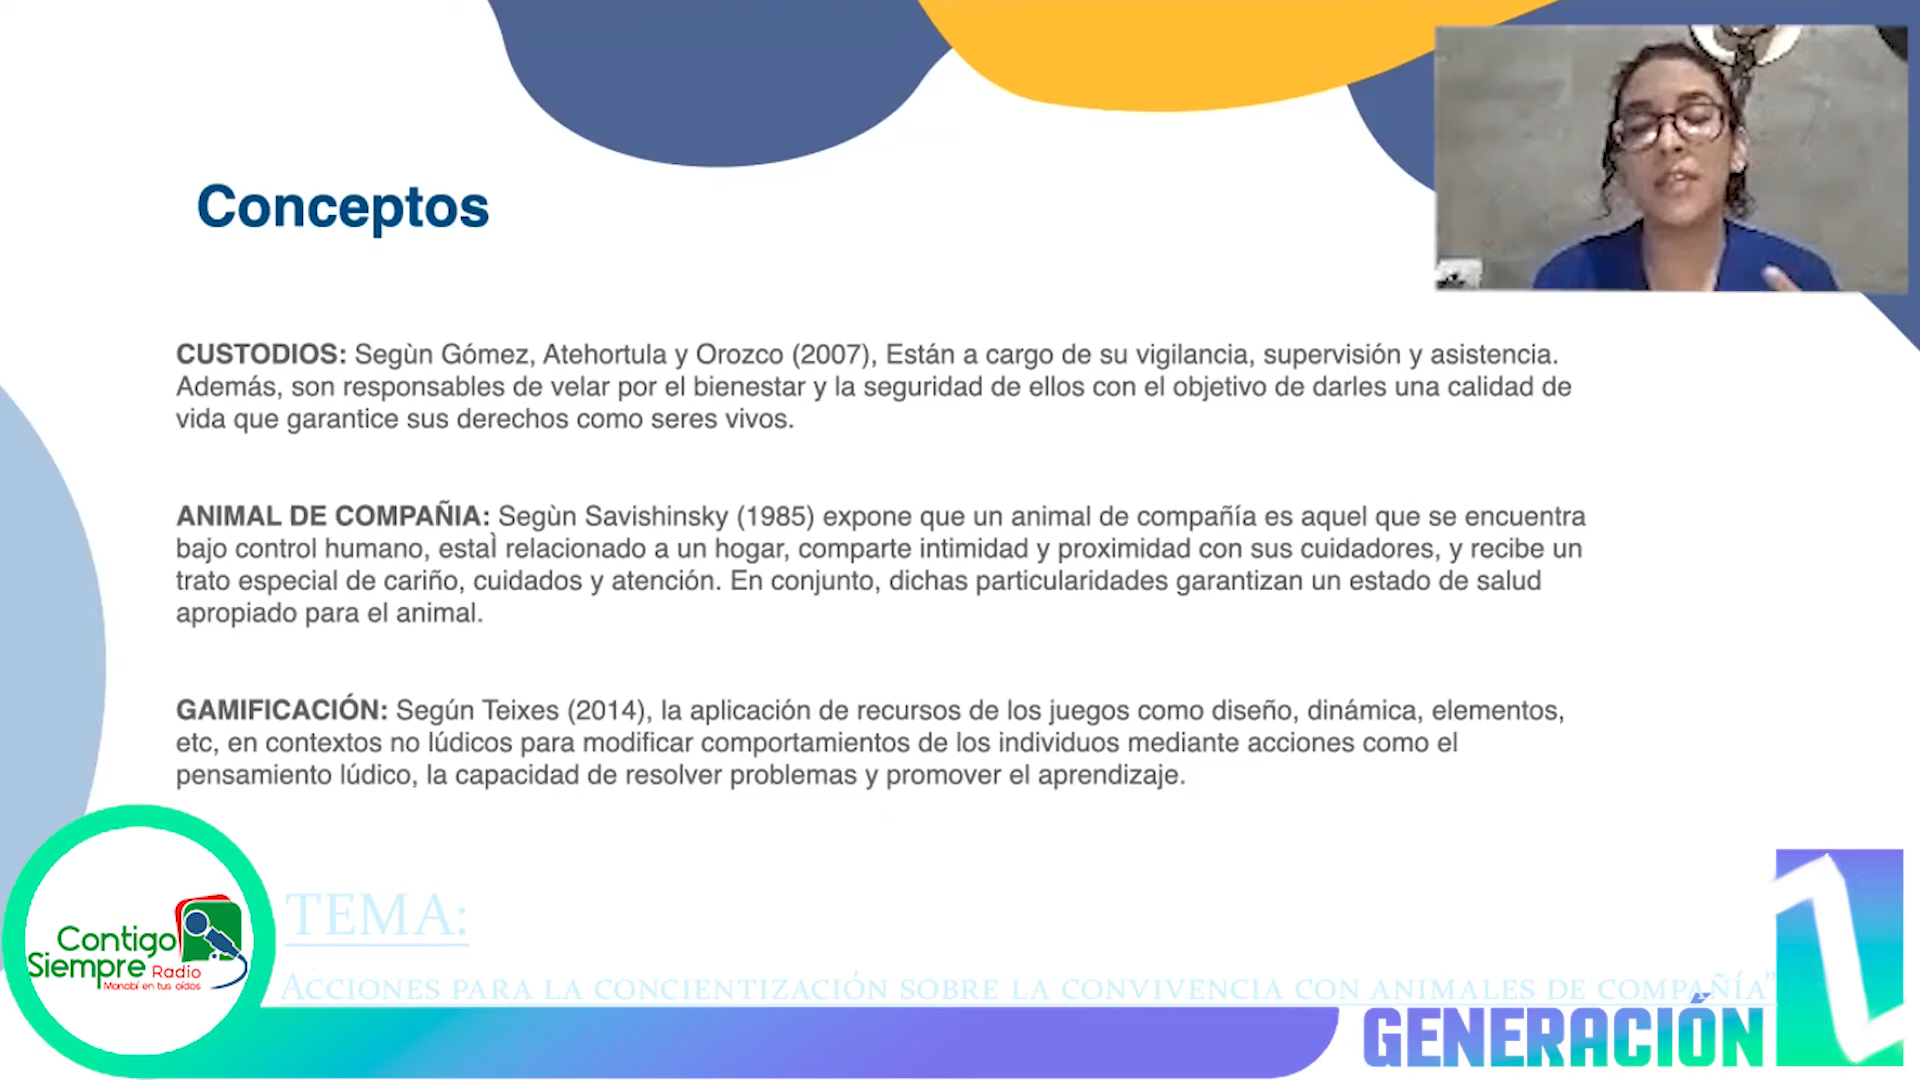 Conceptos
CUSTODIOS: Segùn Gómez, Atehortula y Orozco (2007), Están a cargo de su vigilancia, supervisión y asistencia.
Además, son responsables de velar por el bienestar y la seguridad de ellos con el objetivo de darles una calidad de
vida que garantice sus derechos como seres vivos.
ANIMAL DE COMPAÑIA: Segùn Savishinsky (1985) expone que un animal de compañía es aquel que se encuentra
bajo control humano, estaÌ relacionado a un hogar, comparte intimidad y proximidad con sus cuidadores, y recibe un
trato especial de cariño, cuidados y atención. En conjunto, dichas particularidades garantizan un estado de salud
apropiado para el animal.
GAMIFICACIÓN: Según Teixes (2014), la aplicación de recursos de los juegos como diseño, dinámica, elementos,
etc, en contextos no lúdicos para modificar comportamientos de los individuos mediante acciones como el
pensamiento lúdico, la capacidad de resolver problemas y promover el aprendizaje.
Contigo
Siempre Radio
Manabí en tus oídos
TEMA:
Acciones para la concientización sobre la convivencia con animales de compañía"
GENERACIÓN Z